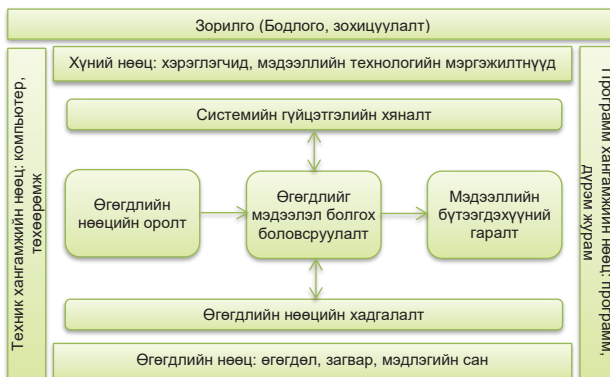 Зорилго (Бодлого, зохицуулалт)
Хүний нөөц: хэрэглэгчид, мэдээллийн технологийн мэргэжилтнүүд
Техник хангамжийн нөөц: компьютер,
төхөөрөмж
Системийн гүйцэтгэлийн хяналт
Өгөгдлийн
нөөцийн оролт
Өгөгдлийг
мэдээлэл болгох
боловсруулалт
Мэдээллийн
бүтээгдэхүүний
гаралт
Программ хангамжийн нөөц: программ,
дүрэм журам
Өгөгдлийн нөөцийн хадгалалт
Өгөгдлийн нөөц: өгөгдөл, загвар, мэдлэгийн сан